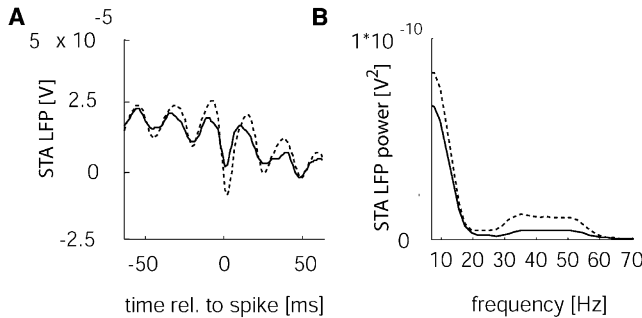 A
-5
5 x 10
2.5
0
-2.5
STA LFP [V]
-50 0 50
time rel. to spike [ms]
B
1*10 -10
0
STA LFP power [V²]
10 20 30 40 50 60 70
frequency [Hz]